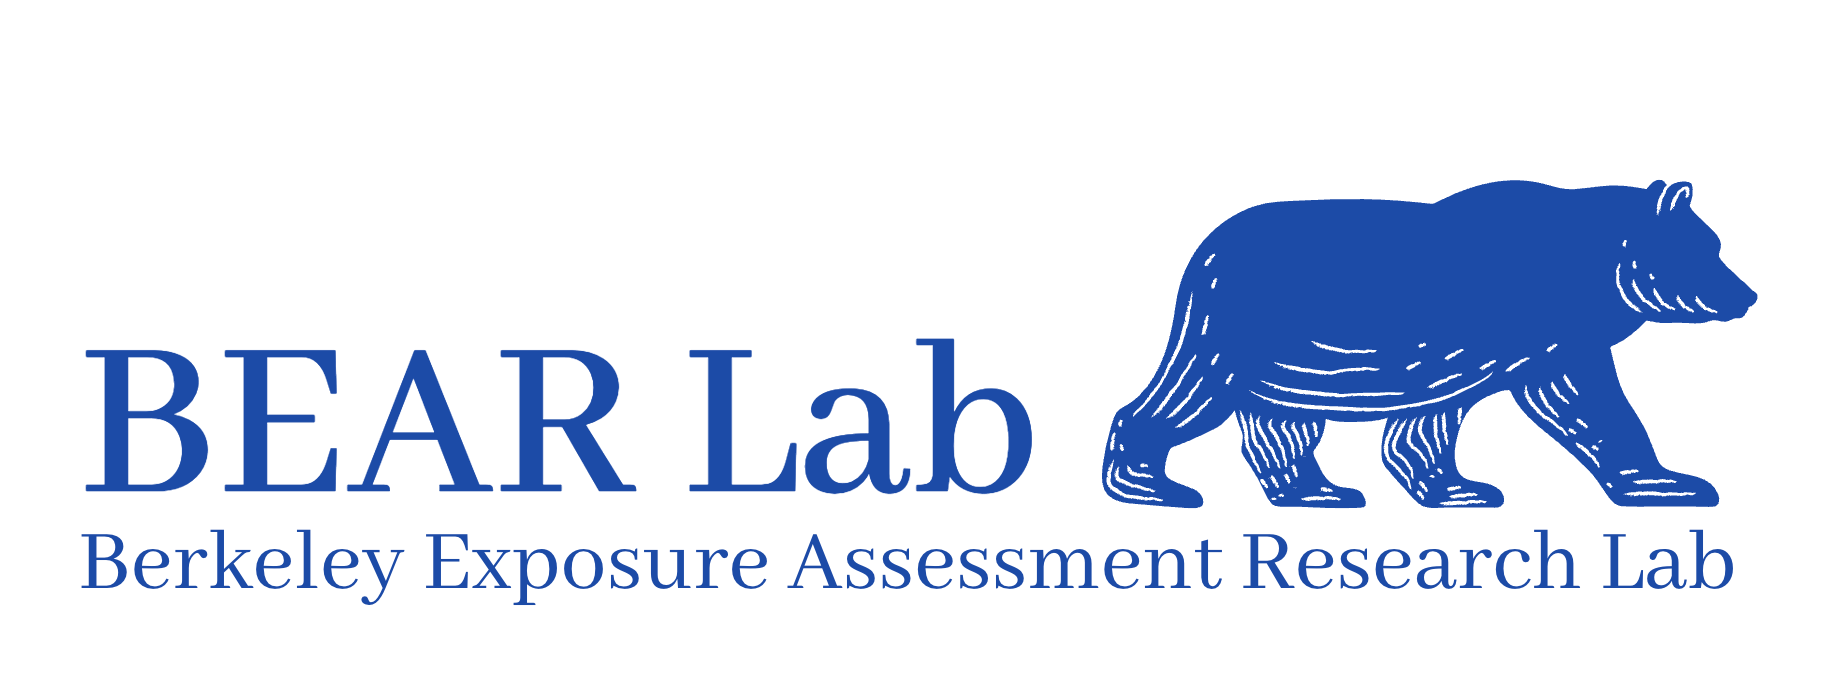 BEAR Lab
Berkeley Exposure Assessment Research Lab